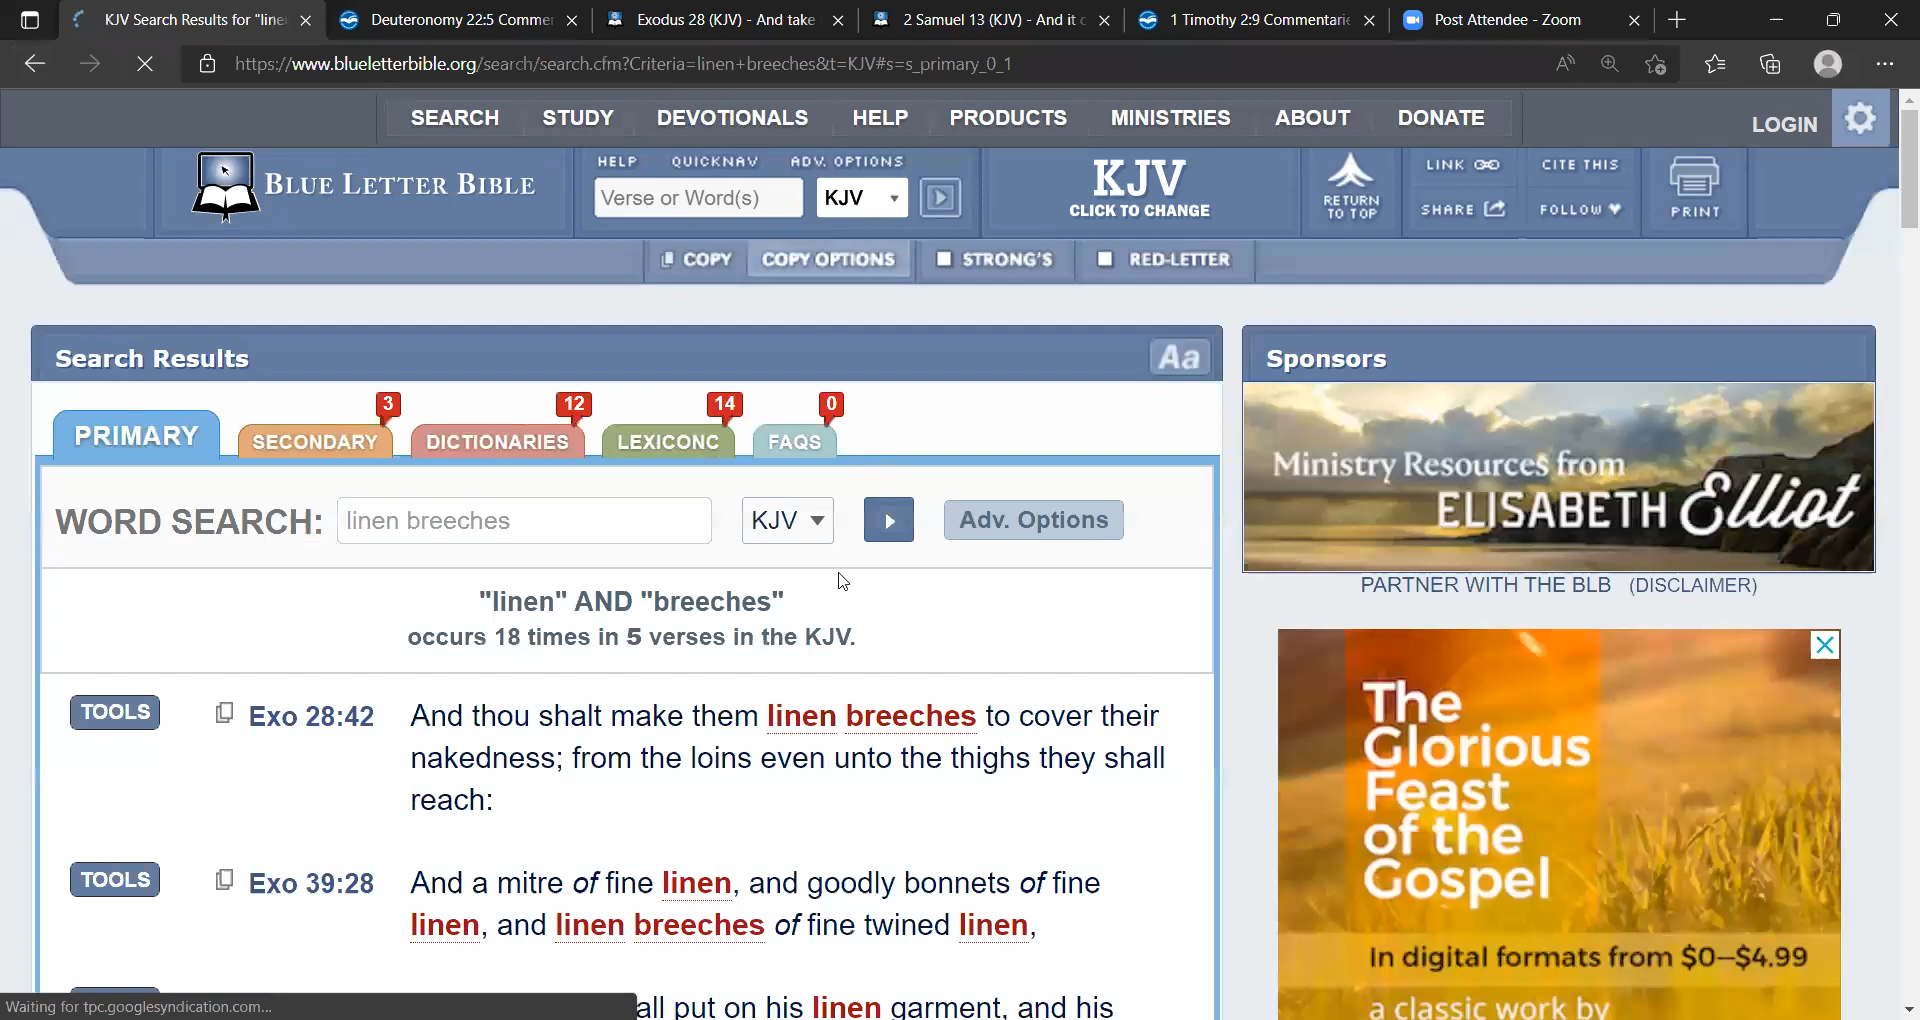 KJV Search Results for "line
Deuteronomy 22:5 Comme
Exodus 28 (KJV) - And take
2 Samuel 13 (KJV) - And it c
1 Timothy 2:9 Commentari
Post Attendee - Zoom
https://www.blueletterbible.org/search/search.cfm?Criteria=linen+breeches&t=KJV#s=s_primary_0_1
SEARCH STUDY DEVOTIONALS HELP PRODUCTS MINISTRIES ABOUT DONATE
LOGIN
BLUE LETTER BIBLE
HELP QUICKNAV ADV. OPTIONS
Verse or Word(s) KJV
KJV
CLICK TO CHANGE
RETURN
TO TOP
LINK
CITE THIS
SHARE
FOLLOW
PRINT
COPY COPY OPTIONS STRONG'S RED-LETTER
Search Results
Aa
PRIMARY
SECONDARY 3
DICTIONARIES 12
LEXICONC 14
FAQS 0
WORD SEARCH: linen breeches KJV Adv. Options
"linen" AND "breeches"
occurs 18 times in 5 verses in the KJV.
TOOLS Exo 28:42 And thou shalt make them linen breeches to cover their
nakedness; from the loins even unto the thighs they shall
reach:
TOOLS Exo 39:28 And a mitre of fine linen, and goodly bonnets of fine
linen, and linen breeches of fine twined linen,
all put on his linen garment, and his
Waiting for tpc.googlesyndication.com...
Sponsors
Ministry Resources from
ELISABETH Elliot
PARTNER WITH THE BLB (DISCLAIMER)
The
Glorious
Feast
of the
Gospel
In digital formats from $0–$4.99
a classic work by